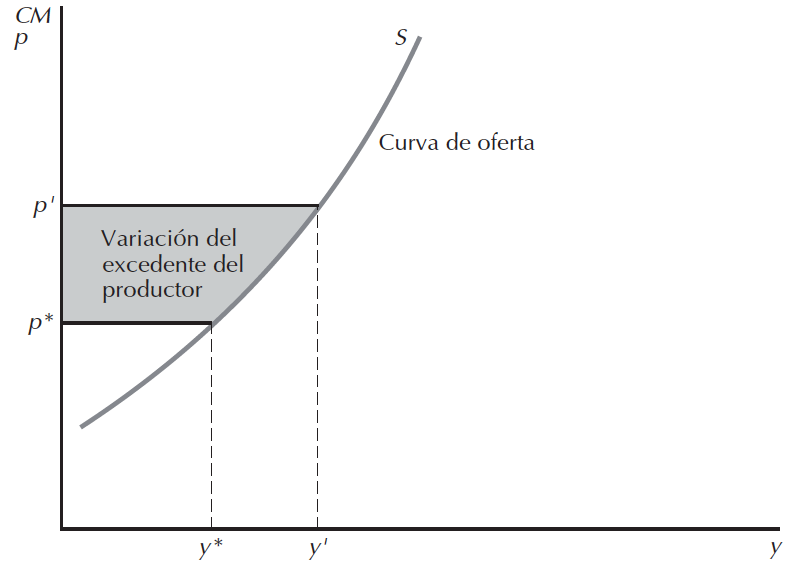 CM
p
S
Curva de oferta
p'
Variación del
excedente del
productor
p*
y*
y'
y